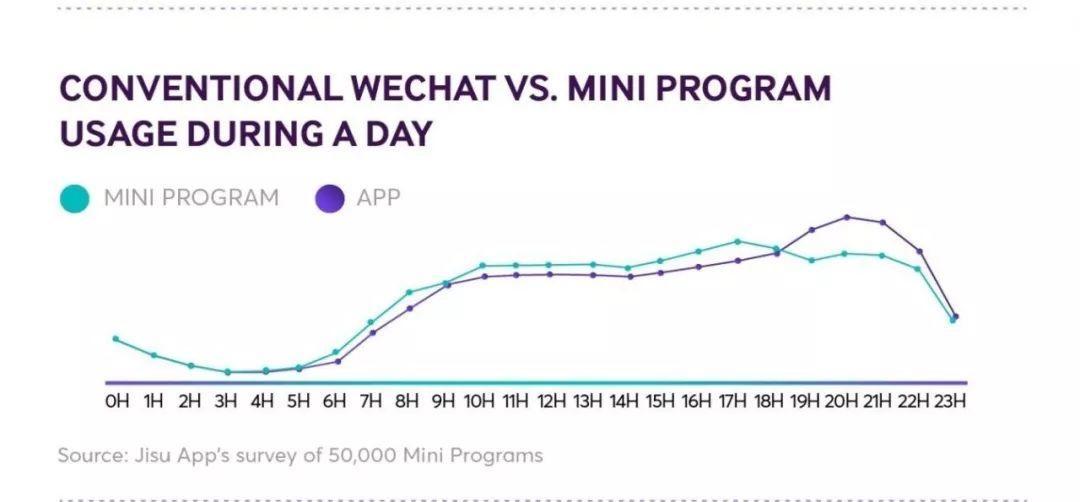 CONVENTIONAL WECHAT VS. MINI PROGRAM
USAGE DURING A DAY
MINI PROGRAM APP
0H 1H 2H 3H 4H 5H 6H 7H 8H 9H 10H 11H 12H 13H 14H 15H 16H 17H 18H 19H 20H 21H 22H 23H
Source: Jisu App's survey of 50,000 Mini Programs